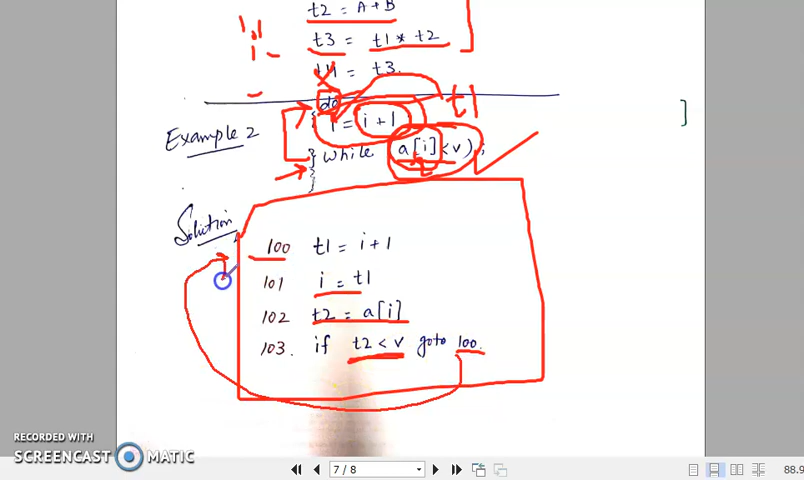 t2 = A + B
t3 = t1 * t2
t4 = t3.
do
Example 2
{ i = i + 1
t1
} while a[i] < v) ;
}
Solution
100 t1 = i + 1
101 i = t1
102 t2 = a[i]
103. if t2 < v goto 100.
RECORDED WITH
SCREENCAST MATIC
7 / 8
88.9